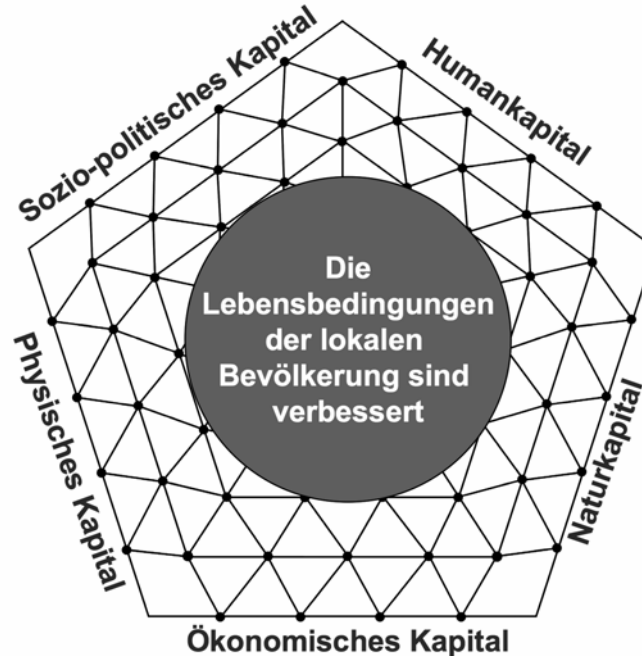 Sozio-politisches Kapital
Humankapital
Die
Lebensbedingungen
der lokalen
Bevölkerung sind
verbessert
Physisches Kapital
Naturkapital
Ökonomisches Kapital